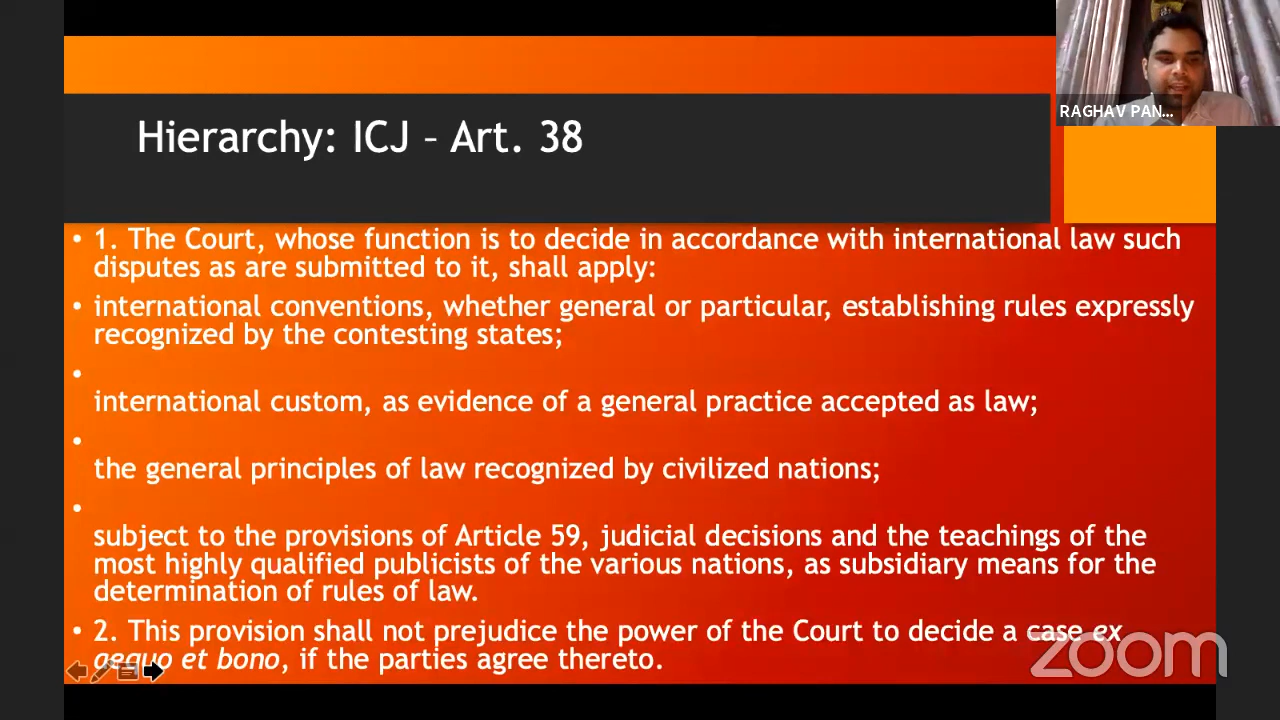 RAGHAV PAN...
Hierarchy: ICJ – Art. 38
• 1. The Court, whose function is to decide in accordance with international law such
disputes as are submitted to it, shall apply:
• international conventions, whether general or particular, establishing rules expressly
recognized by the contesting states;
•
international custom, as evidence of a general practice accepted as law;
•
the general principles of law recognized by civilized nations;
•
subject to the provisions of Article 59, judicial decisions and the teachings of the
most highly qualified publicists of the various nations, as subsidiary means for the
determination of rules of law.
• 2. This provision shall not prejudice the power of the Court to decide a case ex
aequo et bono, if the parties agree thereto.
zoom